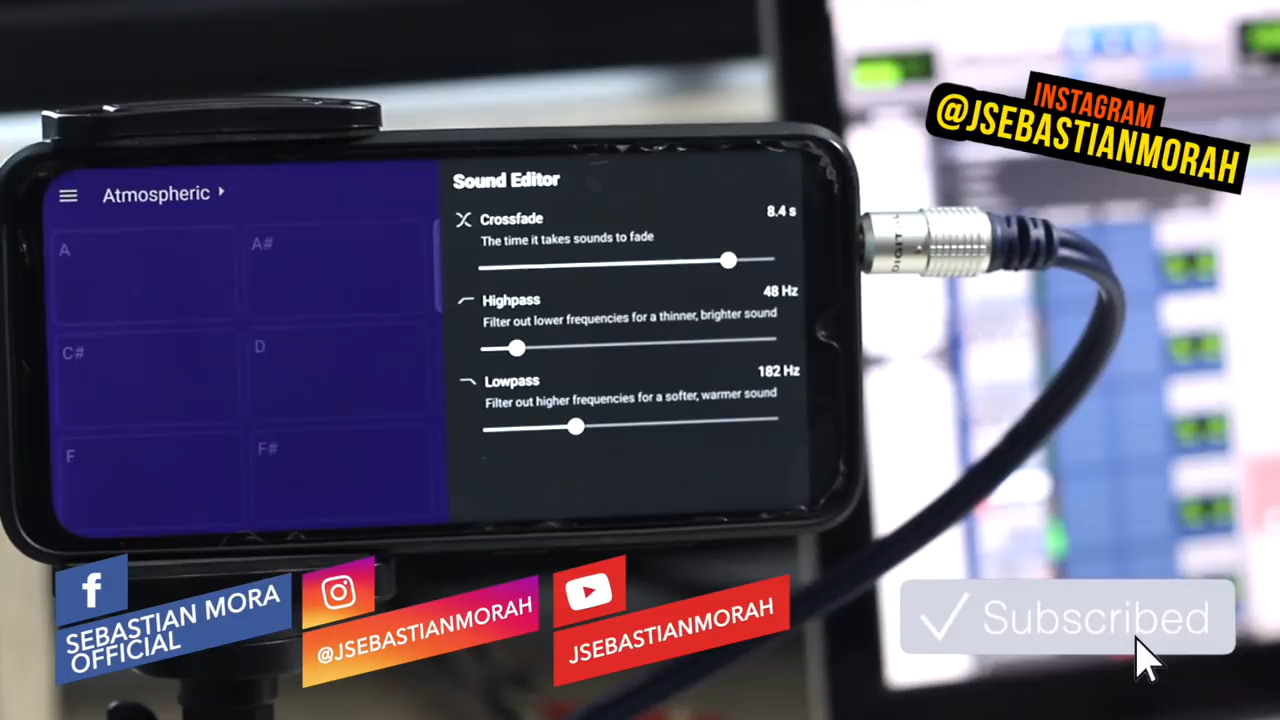 INSTAGRAM
@JSEBASTIANMORAH
Atmospheric
A
A#
C#
D
F
F#
Sound Editor
Crossfade
8.4 s
The time it takes sounds to fade
Highpass
48 Hz
Filter out lower frequencies for a thinner, brighter sound
Lowpass
182 Hz
Filter out higher frequencies for a softer, warmer sound
DIGITAL
SEBASTIAN MORA
OFFICIAL
@JSEBASTIANMORAH
JSEBASTIANMORAH
Subscribed